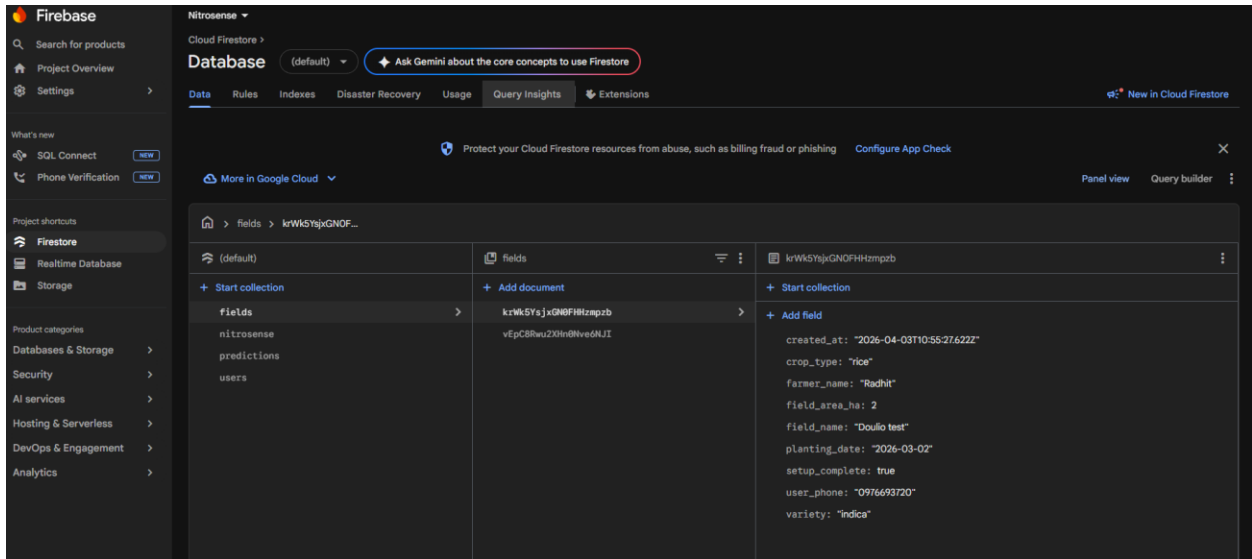 Firebase
Nitrosense
Search for products
Project Overview
Settings
What's new
SQL Connect NEW
Phone Verification NEW
Project shortcuts
Firestore
Realtime Database
Storage
Product categories
Databases & Storage
Security
AI services
Hosting & Serverless
DevOps & Engagement
Analytics
Cloud Firestore >
Database (default) Ask Gemini about the core concepts to use Firestore
Data Rules Indexes Disaster Recovery Usage Query Insights Extensions New in Cloud Firestore
Protect your Cloud Firestore resources from abuse, such as billing fraud or phishing Configure App Check
More in Google Cloud Panel view Query builder
> fields > krWk5YsjxGN0F...
(default)
+ Start collection
fields
nitrosense
predictions
users
fields
+ Add document
krWk5YsjxGN0FHHzmpzb
vEpC8Rwu2XHn0Nve6NJI
krWk5YsjxGN0FHHzmpzb
+ Start collection
+ Add field
created_at: "2026-04-03T10:55:27.622Z"
crop_type: "rice"
farmer_name: "Radhit"
field_area_ha: 2
field_name: "Doulio test"
planting_date: "2026-03-02"
setup_complete: true
user_phone: "0976693720"
variety: "indica"